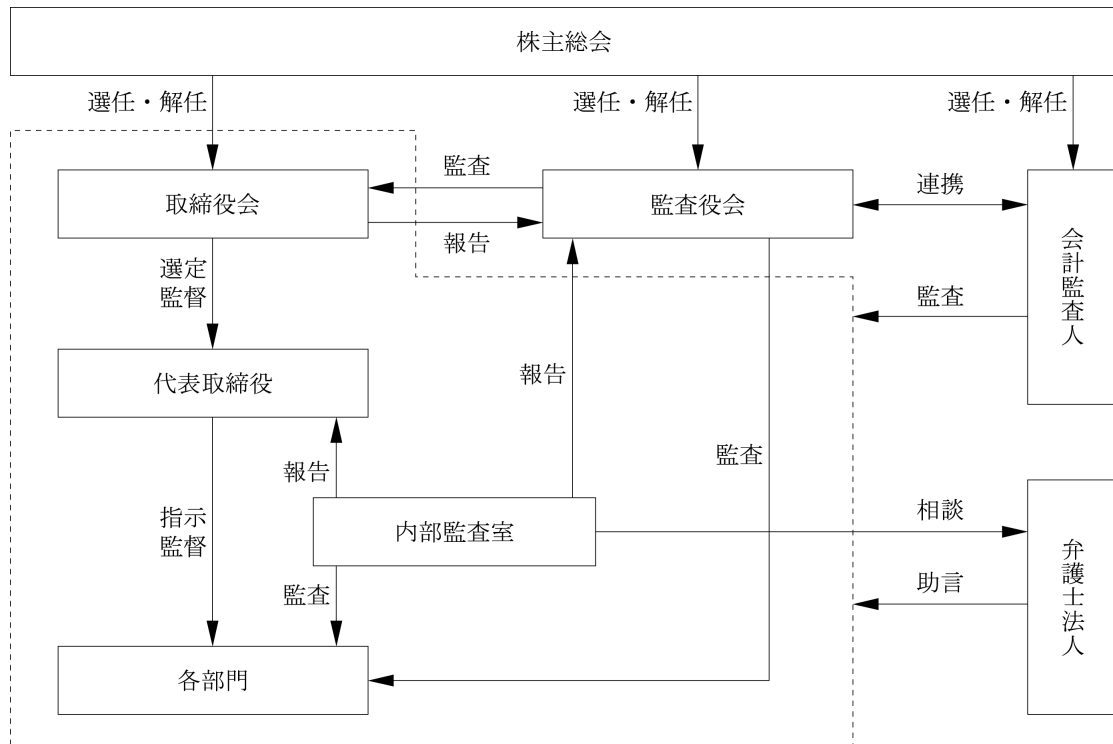 株主総会
選任・解任
選任・解任
選任・解任
取締役会
監査
報告
監査役会
連携
会計監査人
監査
選定
監督
代表取締役
報告
報告
監査
指示
監督
内部監査室
相談
弁護士法人
助言
監査
各部門